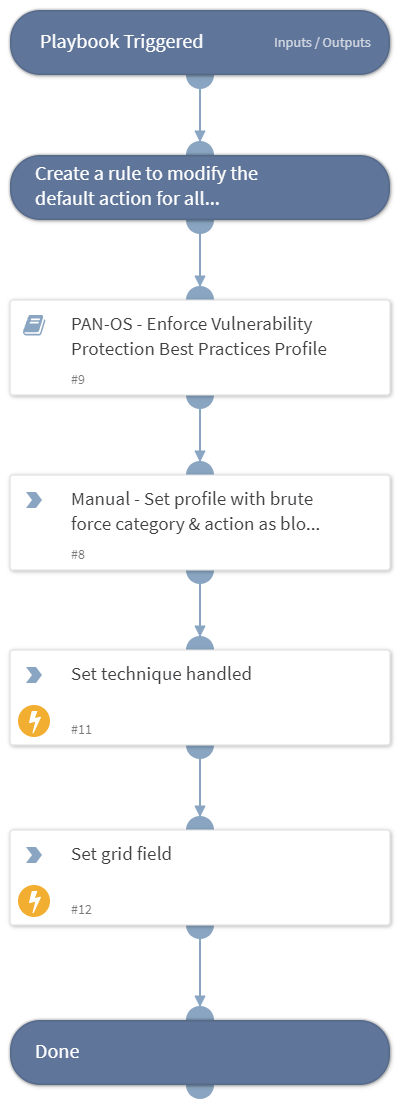 Playbook Triggered
Inputs / Outputs
Create a rule to modify the
default action for all...
PAN-OS - Enforce Vulnerability
Protection Best Practices Profile
#9
Manual - Set profile with brute
force category & action as blo...
#8
Set technique handled
#11
Set grid field
#12
Done